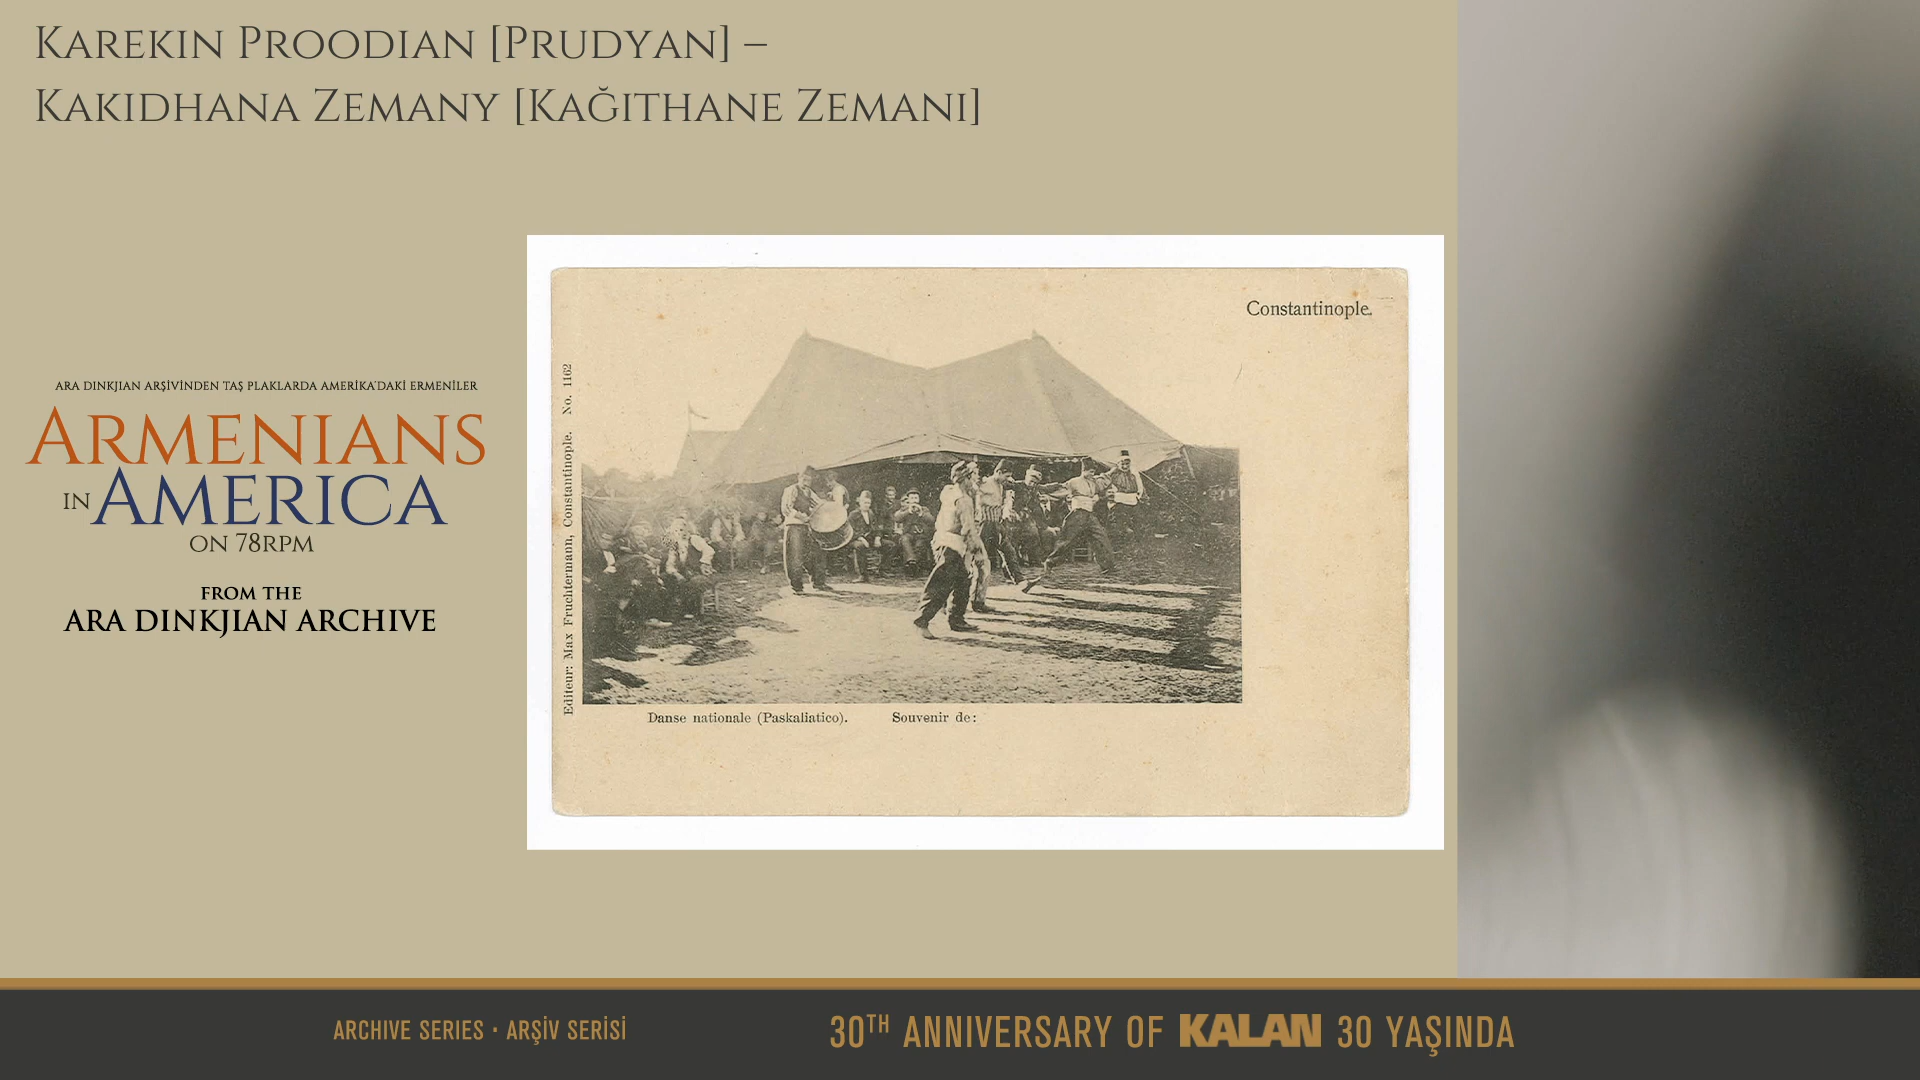 KAREKIN PROODIAN [PRUDYAN] –
KAKIDHANA ZEMANY [KAĞITHANE ZEMANI]
ARA DINKJIAN ARŞİVİNDEN TAŞ PLAKLARDA AMERİKA'DAKİ ERMENİLER
ARMENIANS
IN AMERICA
ON 78RPM
FROM THE
ARA DINKJIAN ARCHIVE
Constantinople.
Editeur: Max Fruchtermann, Constantinople. No. 1162
Danse nationale (Paskaliatico). Souvenir de:
ARCHIVE SERIES · ARŞİV SERİSİ
30TH ANNIVERSARY OF KALAN 30 YAŞINDA